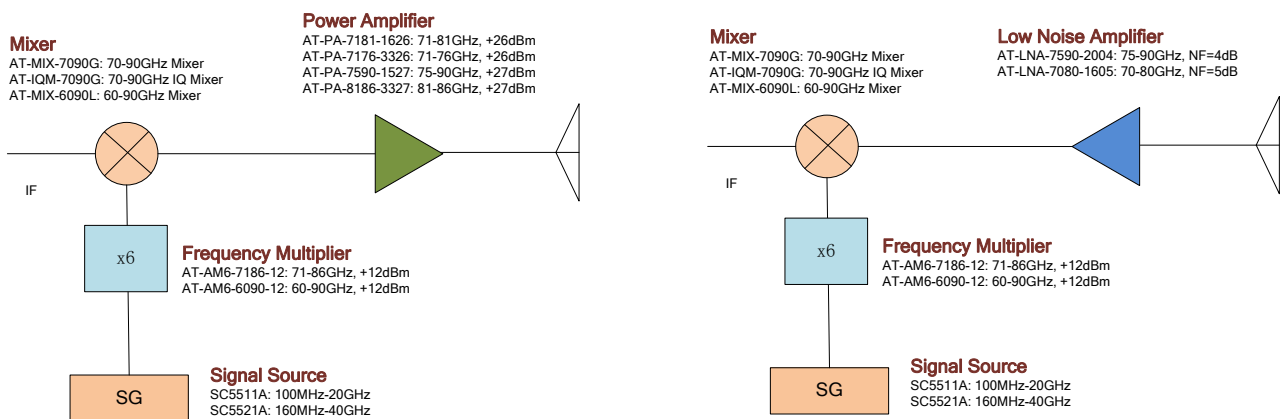 Mixer
AT-MIX-7090G: 70-90GHz Mixer
AT-IQM-7090G: 70-90GHz IQ Mixer
AT-MIX-6090L: 60-90GHz Mixer
Power Amplifier
AT-PA-7181-1626: 71-81GHz, +26dBm
AT-PA-7176-3326: 71-76GHz, +26dBm
AT-PA-7590-1527: 75-90GHz, +27dBm
AT-PA-8186-3327: 81-86GHz, +27dBm
IF
x6
Frequency Multiplier
AT-AM6-7186-12: 71-86GHz, +12dBm
AT-AM6-6090-12: 60-90GHz, +12dBm
SG
Signal Source
SC5511A: 100MHz-20GHz
SC5521A: 160MHz-40GHz
Mixer
AT-MIX-7090G: 70-90GHz Mixer
AT-IQM-7090G: 70-90GHz IQ Mixer
AT-MIX-6090L: 60-90GHz Mixer
Low Noise Amplifier
AT-LNA-7590-2004: 75-90GHz, NF=4dB
AT-LNA-7080-1605: 70-80GHz, NF=5dB
IF
x6
Frequency Multiplier
AT-AM6-7186-12: 71-86GHz, +12dBm
AT-AM6-6090-12: 60-90GHz, +12dBm
SG
Signal Source
SC5511A: 100MHz-20GHz
SC5521A: 160MHz-40GHz